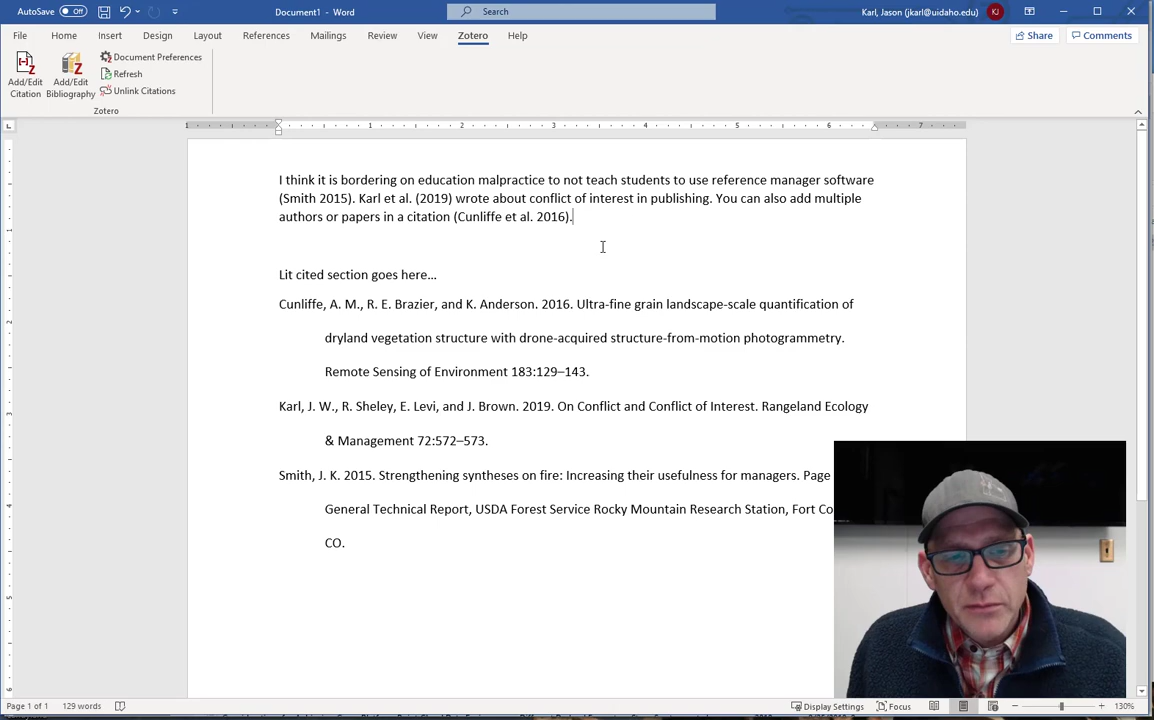 AutoSave Off Document1 - Word Search Karl, Jason (jkarl@uidaho.edu) KJ
File Home Insert Design Layout References Mailings Review View Zotero Help Share Comments
Add/Edit Citation
Add/Edit Bibliography
Document Preferences
Refresh
Unlink Citations
Zotero
1 1 2 3 4 5 6 7
I think it is bordering on education malpractice to not teach students to use reference manager software
(Smith 2015). Karl et al. (2019) wrote about conflict of interest in publishing. You can also add multiple
authors or papers in a citation (Cunliffe et al. 2016).
Lit cited section goes here...
Cunliffe, A. M., R. E. Brazier, and K. Anderson. 2016. Ultra-fine grain landscape-scale quantification of
dryland vegetation structure with drone-acquired structure-from-motion photogrammetry.
Remote Sensing of Environment 183:129–143.
Karl, J. W., R. Sheley, E. Levi, and J. Brown. 2019. On Conflict and Conflict of Interest. Rangeland Ecology
& Management 72:572–573.
Smith, J. K. 2015. Strengthening syntheses on fire: Increasing their usefulness for managers. Page
General Technical Report, USDA Forest Service Rocky Mountain Research Station, Fort Co
CO.
Page 1 of 1 129 words Display Settings Focus 130%